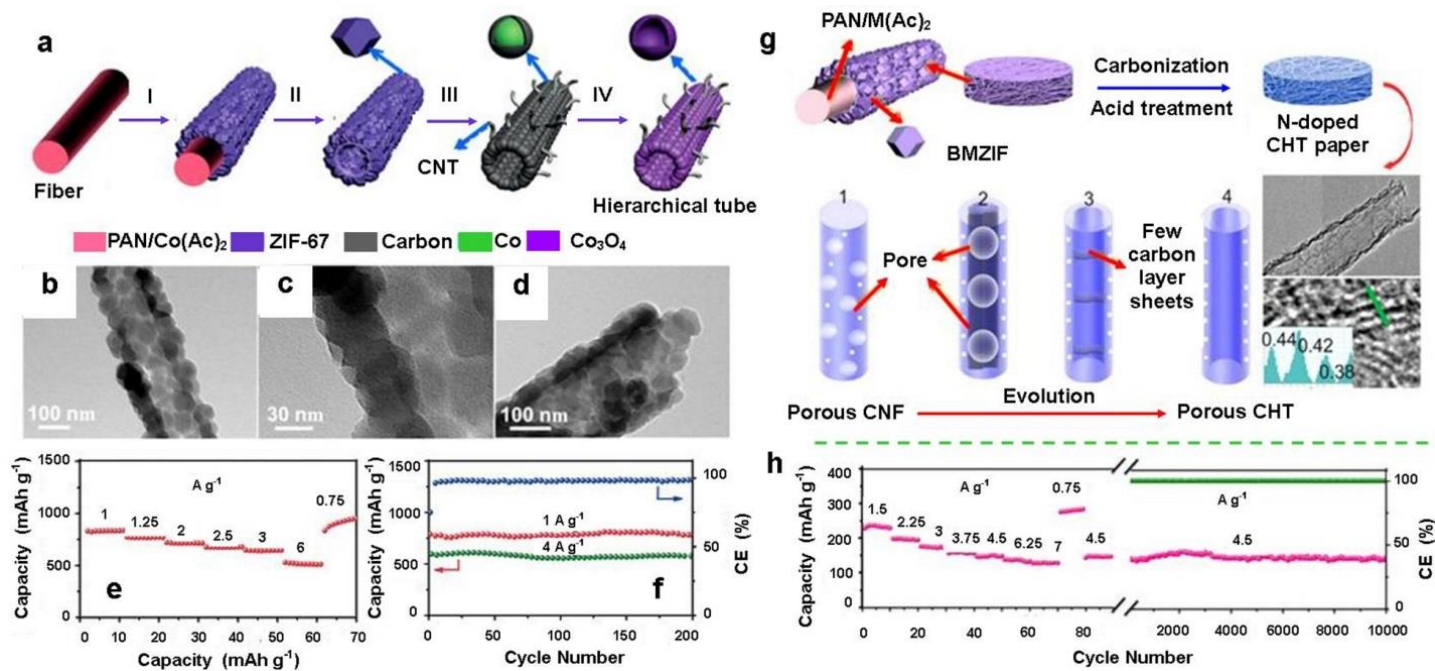 a
I
II
III
IV
Fiber
CNT
Hierarchical tube
PAN/Co(Ac)₂
ZIF-67
Carbon
Co
Co₃O₄
b
100 nm
c
30 nm
d
100 nm
1500
1000
500
0
Capacity (mAh g⁻¹)
A g⁻¹
1
1.25
2
2.5
3
6
0.75
e
0 10 20 30 40 50 60 70
Capacity (mAh g⁻¹)
1500
1000
500
0
Capacity (mAh g⁻¹)
1 A g⁻¹
4 A g⁻¹
f
100
50
0
CE (%)
0 50 100 150 200
Cycle Number
g
PAN/M(Ac)₂
BMZIF
Carbonization
Acid treatment
N-doped
CHT paper
1
2
3
4
Pore
Few
carbon
layer
sheets
0.44
0.42
0.38
Porous CNF
Evolution
Porous CHT
h
400
300
200
100
0
Capacity (mAh g⁻¹)
A g⁻¹
1.5
2.25
3
3.75
4.5
6.25
7
0.75
4.5
A g⁻¹
4.5
100
50
0
CE (%)
0 20 40 60 80 2000 4000 6000 8000 10000
Cycle Number